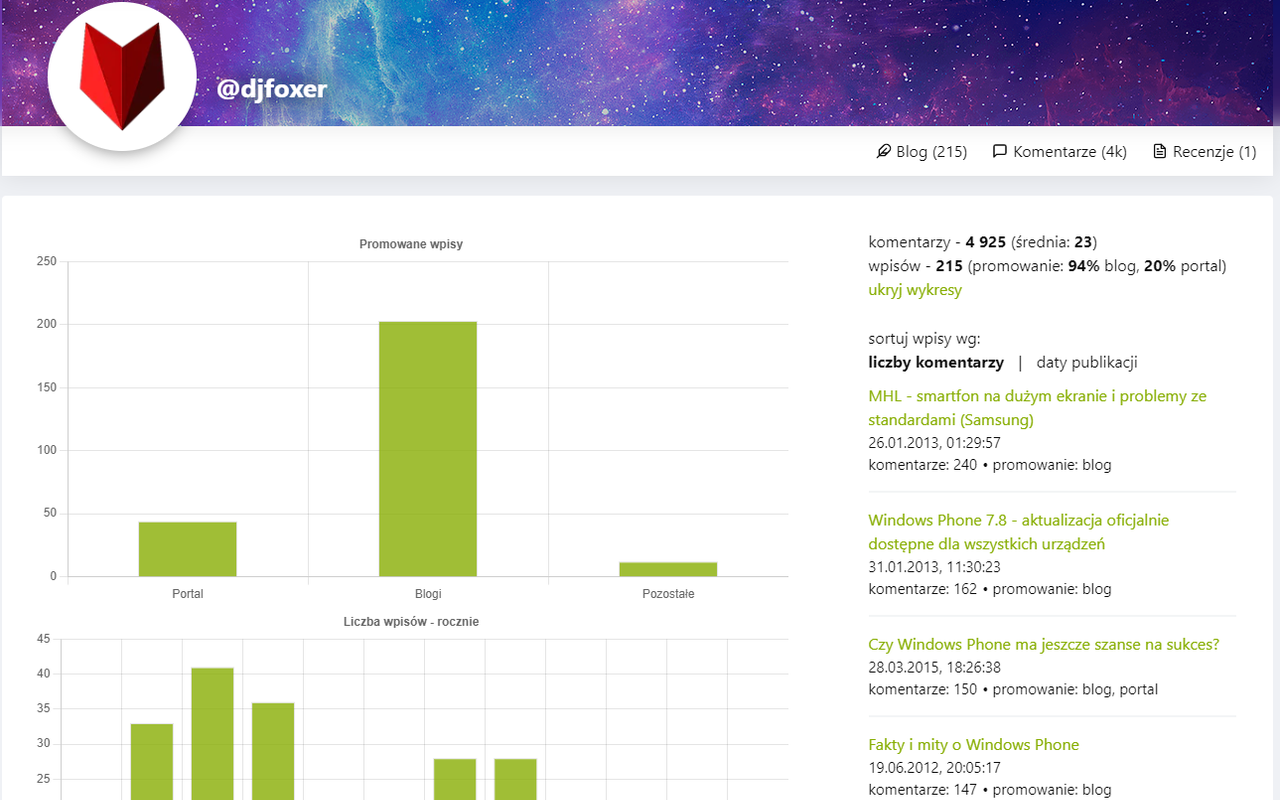 @djfoxer
Blog (215)
Komentarze (4k)
Recenzje (1)
Promowane wpisy
250
200
150
100
50
0
Portal
Blogi
Pozostałe
Liczba wpisów - rocznie
45
40
35
30
25
komentarzy - 4 925 (średnia: 23)
wpisów - 215 (promowanie: 94% blog, 20% portal)
ukryj wykresy
sortuj wpisy wg:
liczby komentarzy | daty publikacji
MHL - smartfon na dużym ekranie i problemy ze
standardami (Samsung)
26.01.2013, 01:29:57
komentarze: 240 • promowanie: blog
Windows Phone 7.8 - aktualizacja oficjalnie
dostępne dla wszystkich urządzeń
31.01.2013, 11:30:23
komentarze: 162 • promowanie: blog
Czy Windows Phone ma jeszcze szanse na sukces?
28.03.2015, 18:26:38
komentarze: 150 • promowanie: blog, portal
Fakty i mity o Windows Phone
19.06.2012, 20:05:17
komentarze: 147 • promowanie: blog